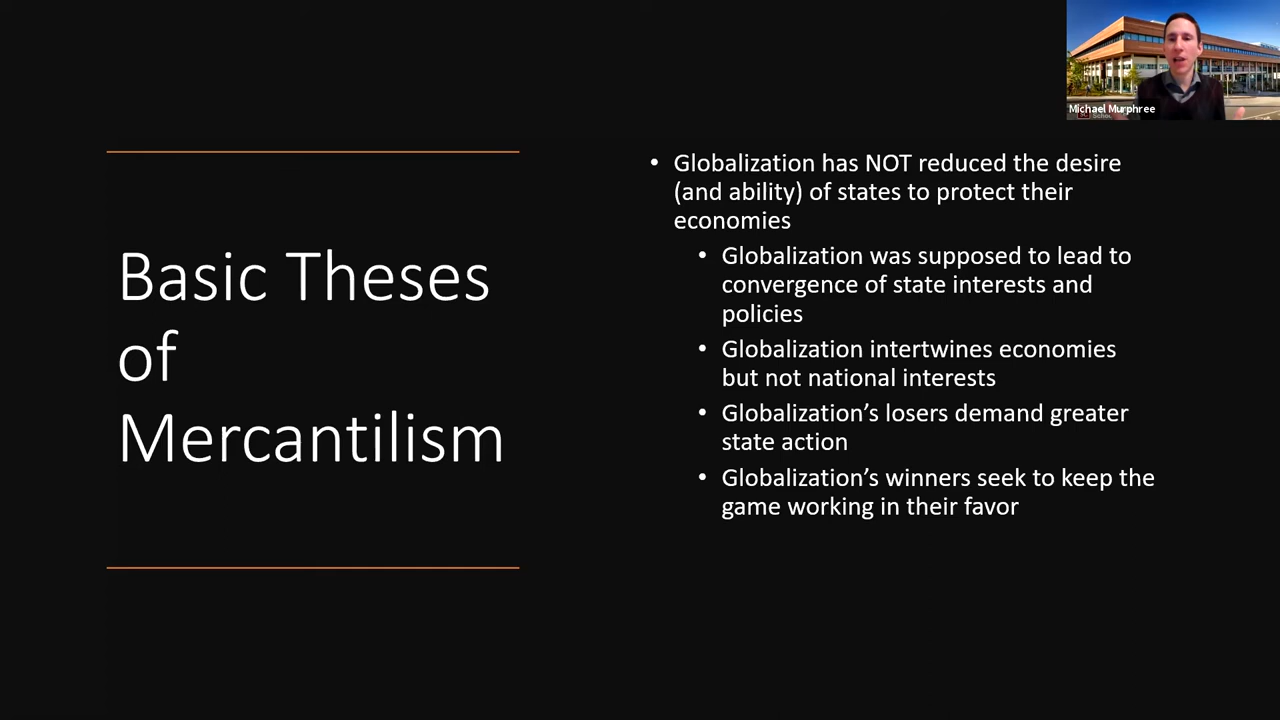 Michael Murphree
Basic Theses
of
Mercantilism
• Globalization has NOT reduced the desire
(and ability) of states to protect their
economies
• Globalization was supposed to lead to
convergence of state interests and
policies
• Globalization intertwines economies
but not national interests
• Globalization’s losers demand greater
state action
• Globalization’s winners seek to keep the
game working in their favor